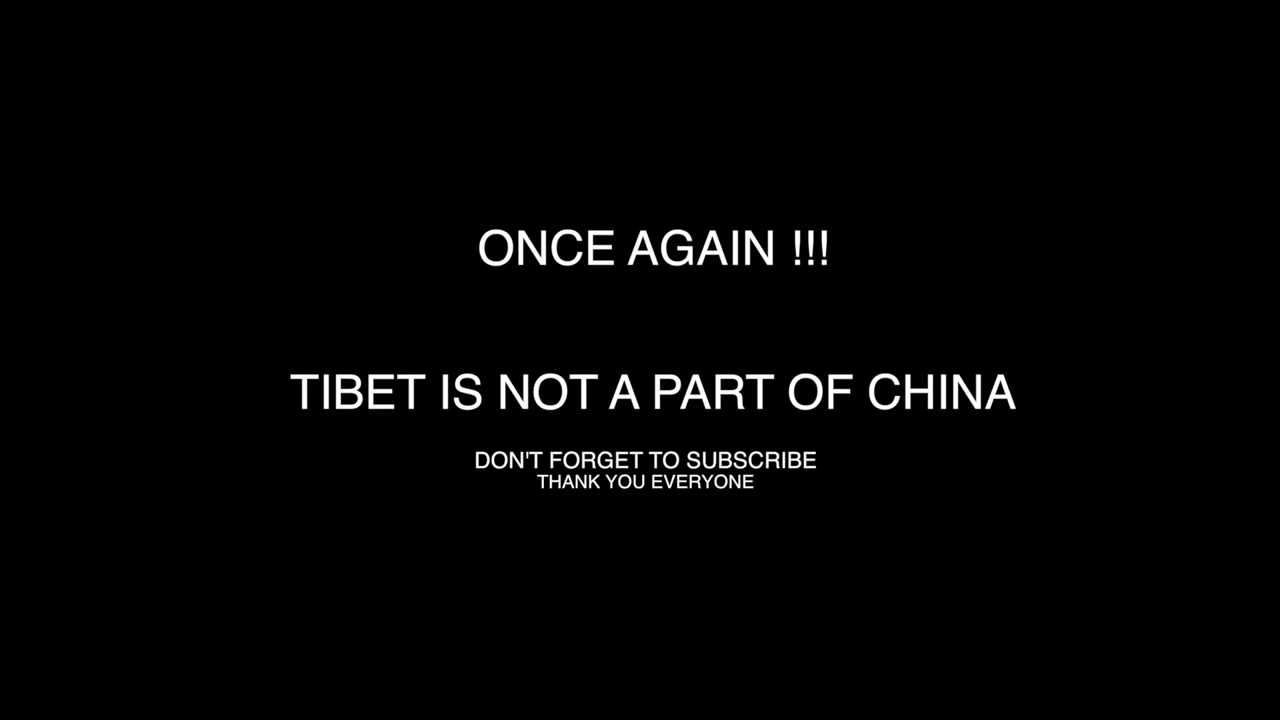 ONCE AGAIN !!!
TIBET IS NOT A PART OF CHINA
DON'T FORGET TO SUBSCRIBE
THANK YOU EVERYONE